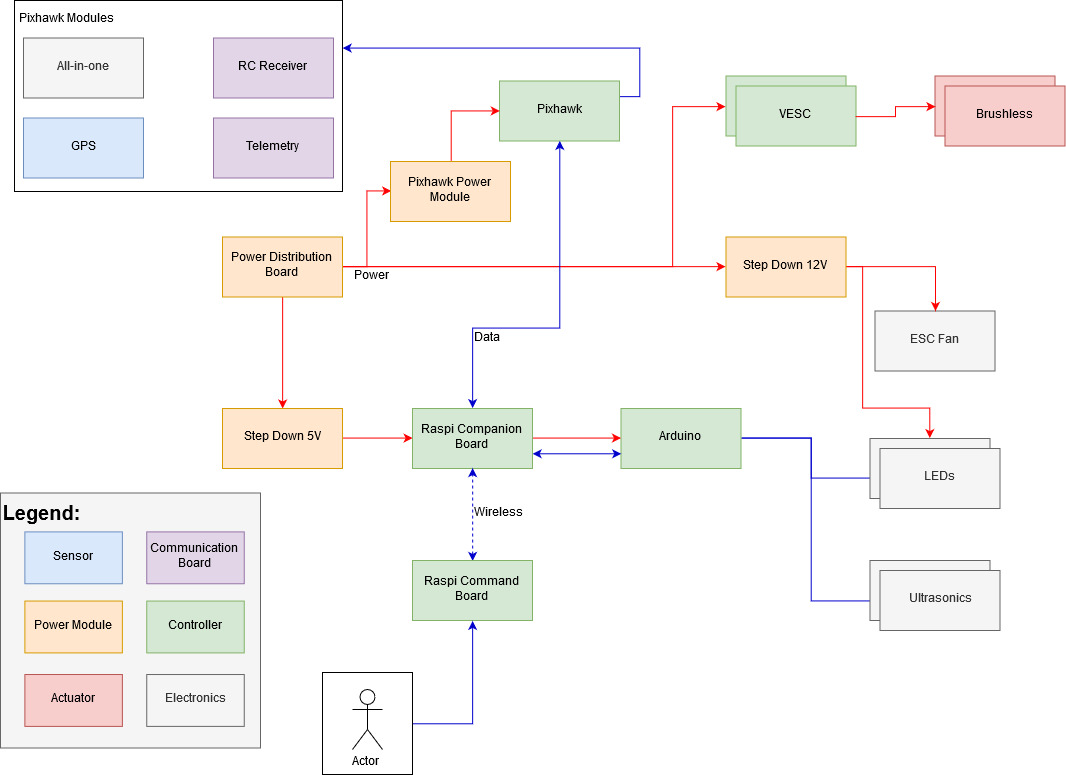 Pixhawk Modules
All-in-one
RC Receiver
GPS
Telemetry
Pixhawk
VESC
Brushless
Pixhawk Power
Module
Power Distribution
Board
Power
Step Down 12V
ESC Fan
Data
Step Down 5V
Raspi Companion
Board
Arduino
LEDs
Wireless
Raspi Command
Board
Ultrasonics
Legend:
Sensor
Communication
Board
Power Module
Controller
Actuator
Electronics
Actor